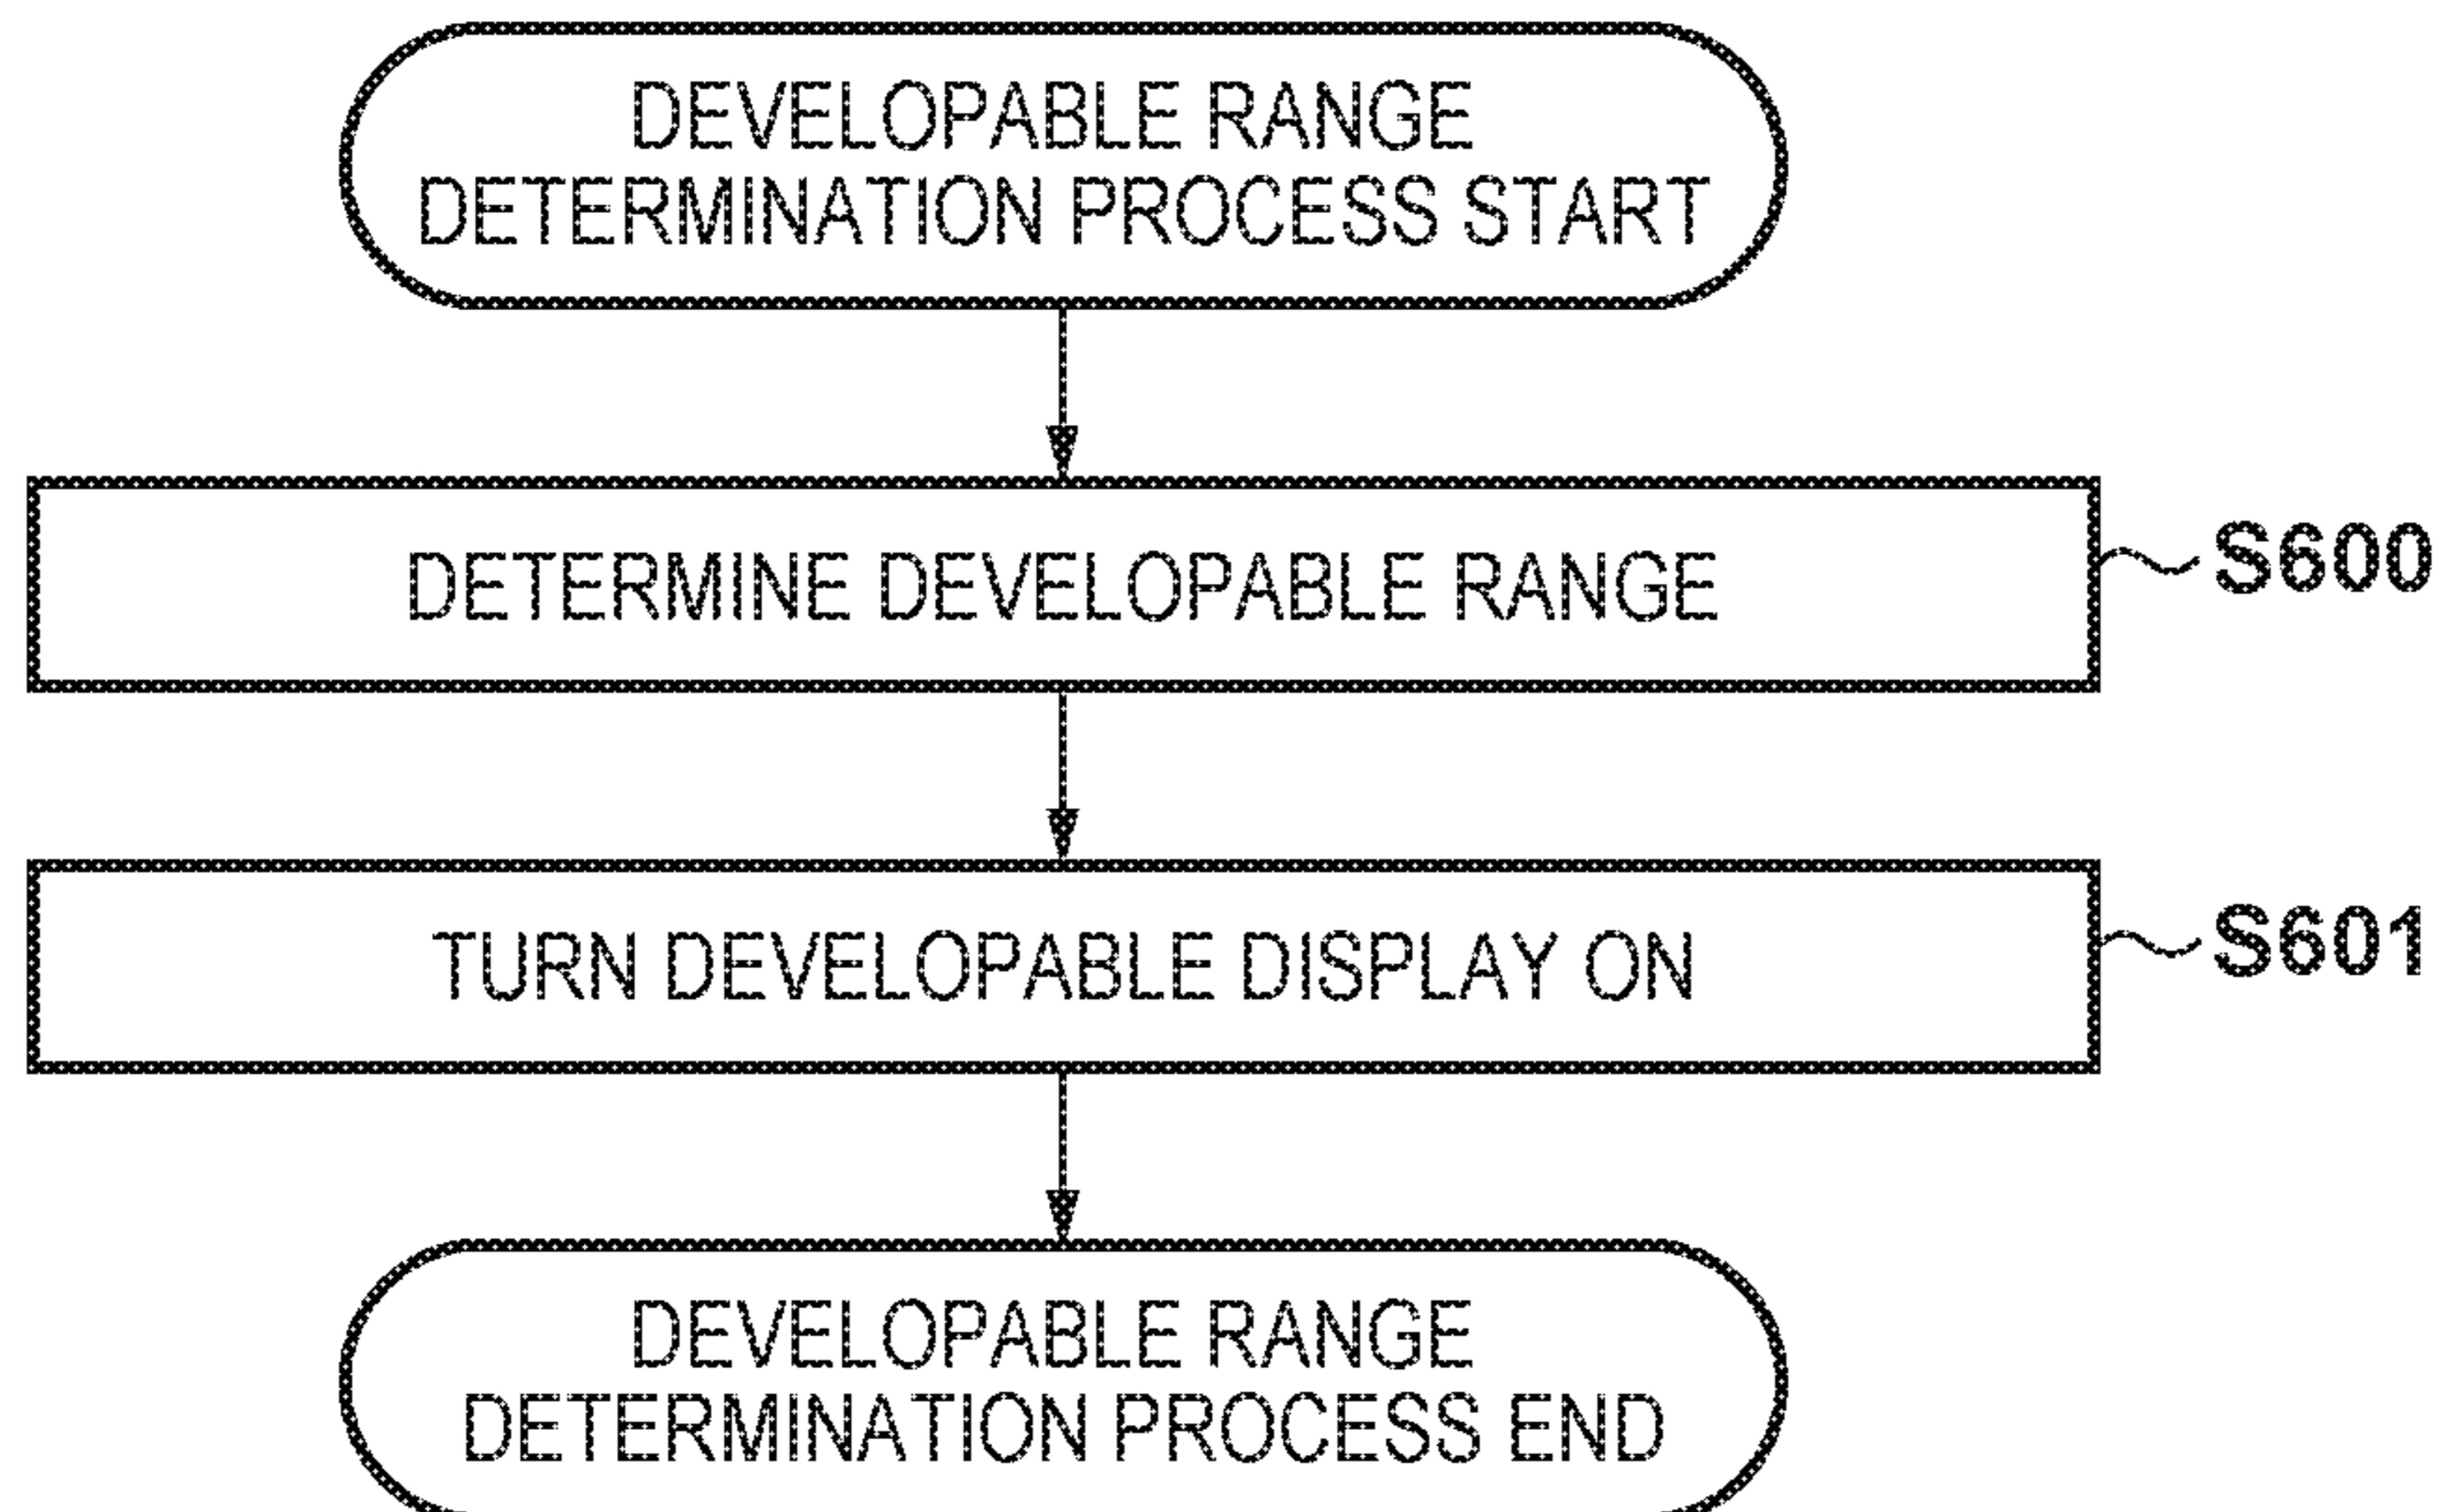 DEVELOPABLE RANGE
DETERMINATION PROCESS START
DETERMINE DEVELOPABLE RANGE
S600
TURN DEVELOPABLE DISPLAY ON
S601
DEVELOPABLE RANGE
DETERMINATION PROCESS END